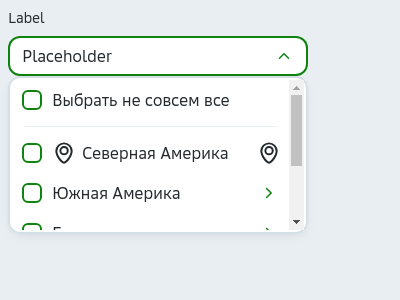 Label
Placeholder
Выбрать не совсем все
Северная Америка
Южная Америка